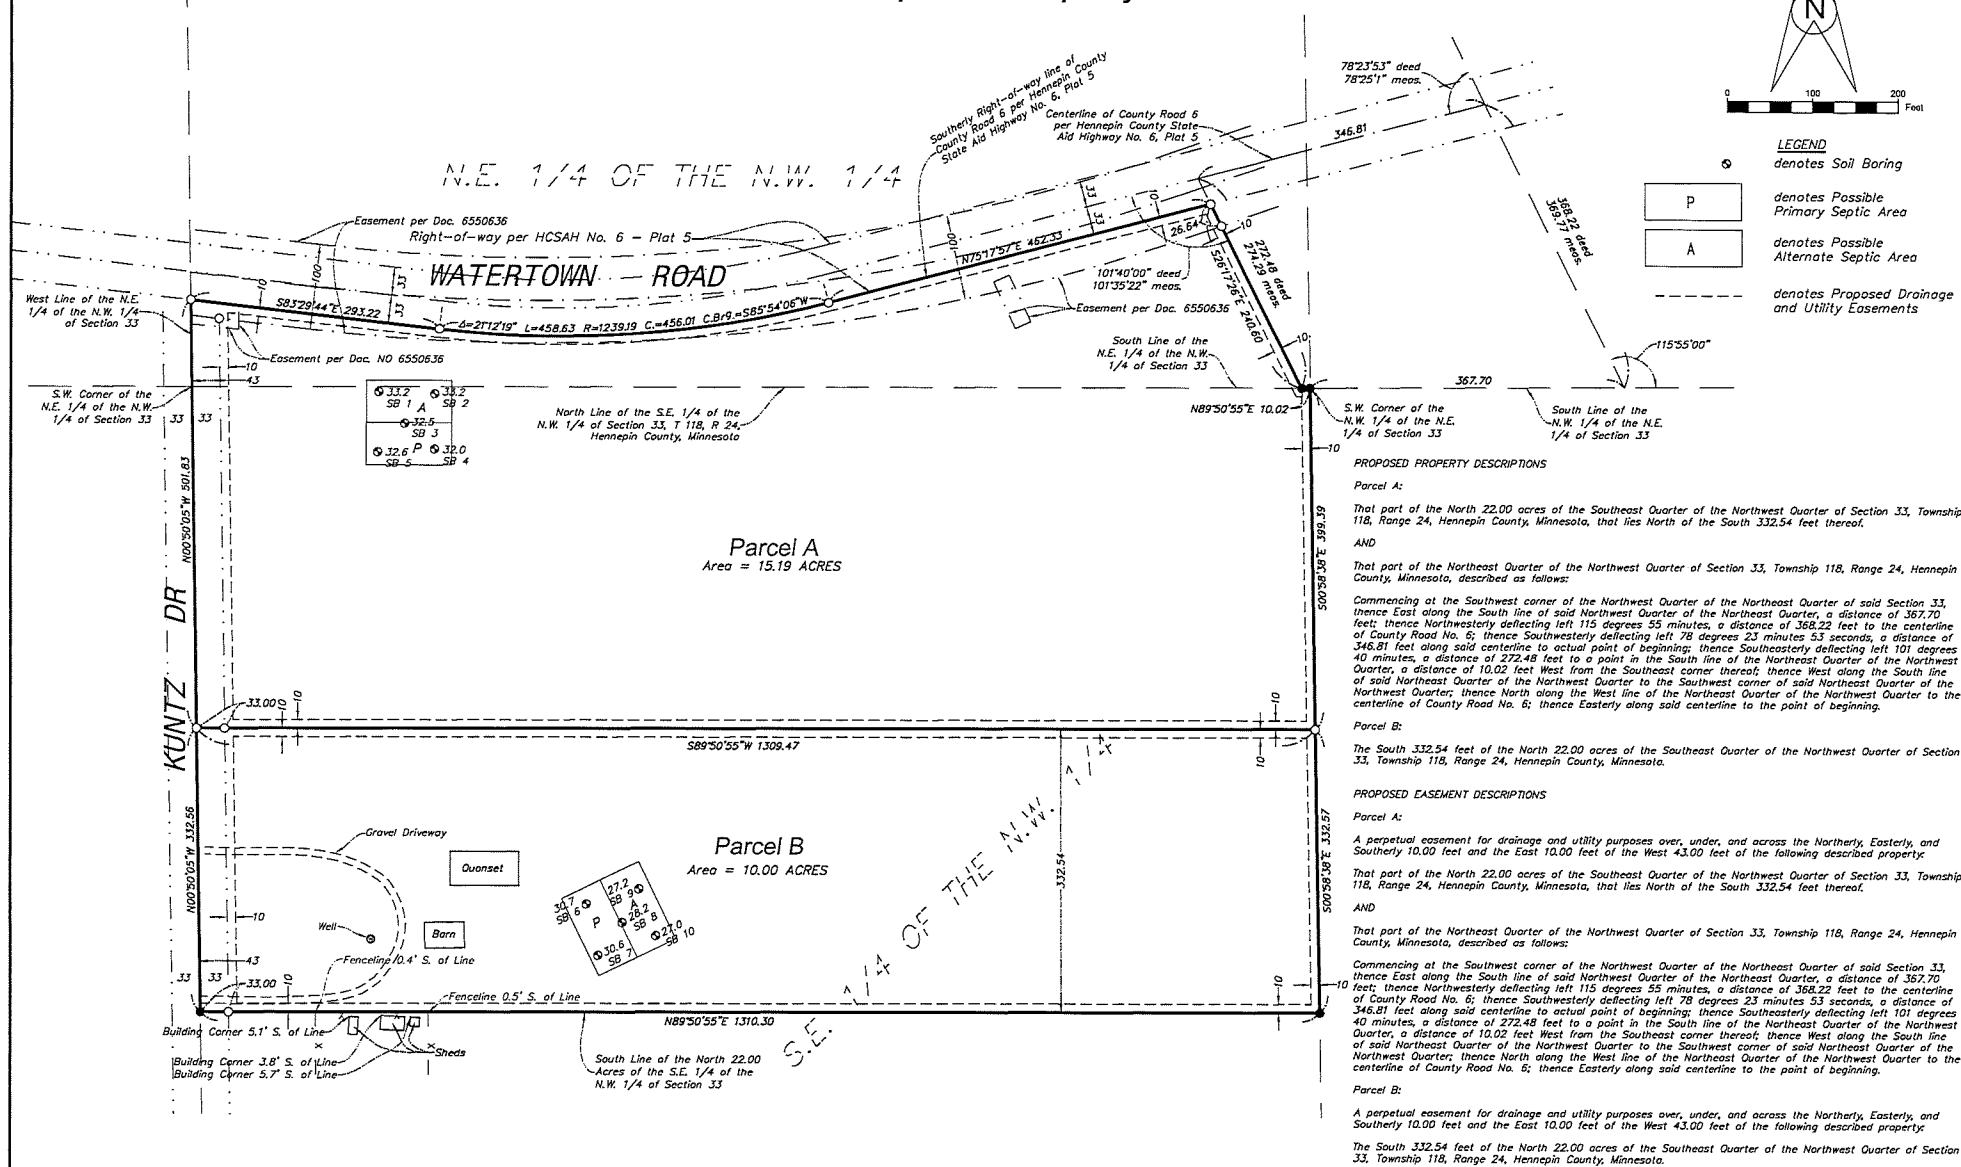 N
0 100 200
Feet
LEGEND
denotes Soil Boring
P
denotes Possible
Primary Septic Area
A
denotes Possible
Alternate Septic Area
denotes Proposed Drainage
and Utility Easements
78°23'53" deed
78°25'1" meas.
346.81
368.22 deed
369.77 meas.
115°55'00"
367.70
Southerly Right-of-way line of
County Road 6 per Hennepin County
State Aid Highway No. 6, Plat 5
Centerline of County Road 6
per Hennepin County State
Aid Highway No. 6, Plat 5
N.E. 1/4 OF THE N.W. 1/4
Easement per Doc. 6550636
Right-of-way per HCSAH No. 6 - Plat 5
WATERTOWN ROAD
10
100
33
33
S83°29'44"E 293.22
Δ=21°12'19" L=458.63 R=1239.19 C.=456.01 C.Brg.=S85°54'06"W
N75°17'57"E 462.33
100
33
33
10
26.64
10
272.48 deed
274.29 meas.
S26°17'26"E 240.60
10
101°40'00" deed
101°35'22" meas.
Easement per Doc. 6550636
West Line of the N.E.
1/4 of the N.W. 1/4
of Section 33
Easement per Doc. NO 6550636
10
43
S.W. Corner of the
N.E. 1/4 of the N.W.
1/4 of Section 33
33 33
33.2
SB 1
A
33.2
SB 2
32.5
SB 3
32.6
SB 5
P
32.0
SB 4
North Line of the S.E. 1/4 of the
N.W. 1/4 of Section 33, T 118, R 24,
Hennepin County, Minnesota
South Line of the
N.E. 1/4 of the N.W.
1/4 of Section 33
N89°50'55"E 10.02
S.W. Corner of the
N.W. 1/4 of the N.E.
1/4 of Section 33
South Line of the
N.W. 1/4 of the N.E.
1/4 of Section 33
10
N00°50'05"W 501.83
S00°58'38"E 399.39
Parcel A
Area = 15.19 ACRES
KUNTZ DR
33.00
10
10
10
S89°50'55"W 1309.47
N00°50'05"W 332.56
S00°58'38"E 332.57
332.54
Gravel Driveway
Quonset
Parcel B
Area = 10.00 ACRES
S.E. 1/4 OF THE N.W. 1/4
30.7
SB 6
27.2
SB 9
A
P
28.2
SB 8
30.6
SB 7
27.0
SB 10
10
Well
Barn
Fenceline 0.4' S. of Line
43
33 33
33.00
10
10
10
Fenceline 0.5' S. of Line
N89°50'55"E 1310.30
Building Corner 5.1' S. of Line
Building Corner 3.8' S. of Line
Building Corner 5.7' S. of Line
X
X
Sheds
South Line of the North 22.00
Acres of the S.E. 1/4 of the
N.W. 1/4 of Section 33
PROPOSED PROPERTY DESCRIPTIONS
Parcel A:
That part of the North 22.00 acres of the Southeast Quarter of the Northwest Quarter of Section 33, Township
118, Range 24, Hennepin County, Minnesota, that lies North of the South 332.54 feet thereof.
AND
That part of the Northeast Quarter of the Northwest Quarter of Section 33, Township 118, Range 24, Hennepin
County, Minnesota, described as follows:
Commencing at the Southwest corner of the Northwest Quarter of the Northeast Quarter of said Section 33,
thence East along the South line of said Northwest Quarter of the Northeast Quarter, a distance of 367.70
feet; thence Northwesterly deflecting left 115 degrees 55 minutes, a distance of 368.22 feet to the centerline
of County Road No. 6; thence Southwesterly deflecting left 78 degrees 23 minutes 53 seconds, a distance of
346.81 feet along said centerline to actual point of beginning; thence Southeasterly deflecting left 101 degrees
40 minutes, a distance of 272.48 feet to a point in the South line of the Northeast Quarter of the Northwest
Quarter, a distance of 10.02 feet West from the Southeast corner thereof; thence West along the South line
of said Northeast Quarter of the Northwest Quarter to the Southwest corner of said Northeast Quarter of the
Northwest Quarter; thence North along the West line of the Northeast Quarter of the Northwest Quarter to the
centerline of County Road No. 6; thence Easterly along said centerline to the point of beginning.
Parcel B:
The South 332.54 feet of the North 22.00 acres of the Southeast Quarter of the Northwest Quarter of Section
33, Township 118, Range 24, Hennepin County, Minnesota.
PROPOSED EASEMENT DESCRIPTIONS
Parcel A:
A perpetual easement for drainage and utility purposes over, under, and across the Northerly, Easterly, and
Southerly 10.00 feet and the East 10.00 feet of the West 43.00 feet of the following described property:
That part of the North 22.00 acres of the Southeast Quarter of the Northwest Quarter of Section 33, Township
118, Range 24, Hennepin County, Minnesota, that lies North of the South 332.54 feet thereof.
AND
That part of the Northeast Quarter of the Northwest Quarter of Section 33, Township 118, Range 24, Hennepin
County, Minnesota, described as follows:
Commencing at the Southwest corner of the Northwest Quarter of the Northeast Quarter of said Section 33,
thence East along the South line of said Northwest Quarter of the Northeast Quarter, a distance of 367.70
feet; thence Northwesterly deflecting left 115 degrees 55 minutes, a distance of 368.22 feet to the centerline
of County Road No. 6; thence Southwesterly deflecting left 78 degrees 23 minutes 53 seconds, a distance of
346.81 feet along said centerline to actual point of beginning; thence Southeasterly deflecting left 101 degrees
40 minutes, a distance of 272.48 feet to a point in the South line of the Northeast Quarter of the Northwest
Quarter, a distance of 10.02 feet West from the Southeast corner thereof; thence West along the South line
of said Northeast Quarter of the Northwest Quarter to the Southwest corner of said Northeast Quarter of the
Northwest Quarter; thence North along the West line of the Northeast Quarter of the Northwest Quarter to the
centerline of County Road No. 6; thence Easterly along said centerline to the point of beginning.
Parcel B:
A perpetual easement for drainage and utility purposes over, under, and across the Northerly, Easterly, and
Southerly 10.00 feet and the East 10.00 feet of the West 43.00 feet of the following described property:
The South 332.54 feet of the North 22.00 acres of the Southeast Quarter of the Northwest Quarter of Section
33, Township 118, Range 24, Hennepin County, Minnesota.